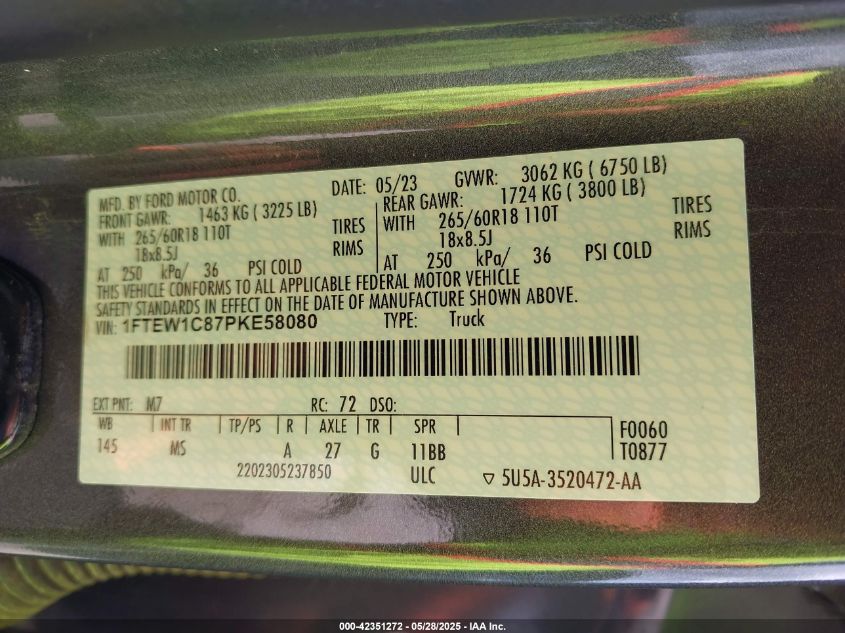 MFD. BY FORD MOTOR CO.
DATE: 05/23 GVWR: 3062 KG ( 6750 LB)
FRONT GAWR: 1463 KG ( 3225 LB)
WITH 265/60R18 110T TIRES
18x8.5J RIMS
AT 250 kPa/ 36 PSI COLD
REAR GAWR: 1724 KG ( 3800 LB)
WITH 265/60R18 110T TIRES
18x8.5J RIMS
AT 250 kPa/ 36 PSI COLD
THIS VEHICLE CONFORMS TO ALL APPLICABLE FEDERAL MOTOR VEHICLE
SAFETY STANDARDS IN EFFECT ON THE DATE OF MANUFACTURE SHOWN ABOVE.
VIN: 1FTEW1C87PKE58080 TYPE: Truck
EXT PNT: M7 RC: 72 DSO:
WB INT TR TP/PS R AXLE TR SPR
145 MS A 27 G 11BB
F0060
T0877
2202305237850 ULC ▽ 5U5A-3520472-AA
000-42351272 — 05/28/2025 — IAA Inc.